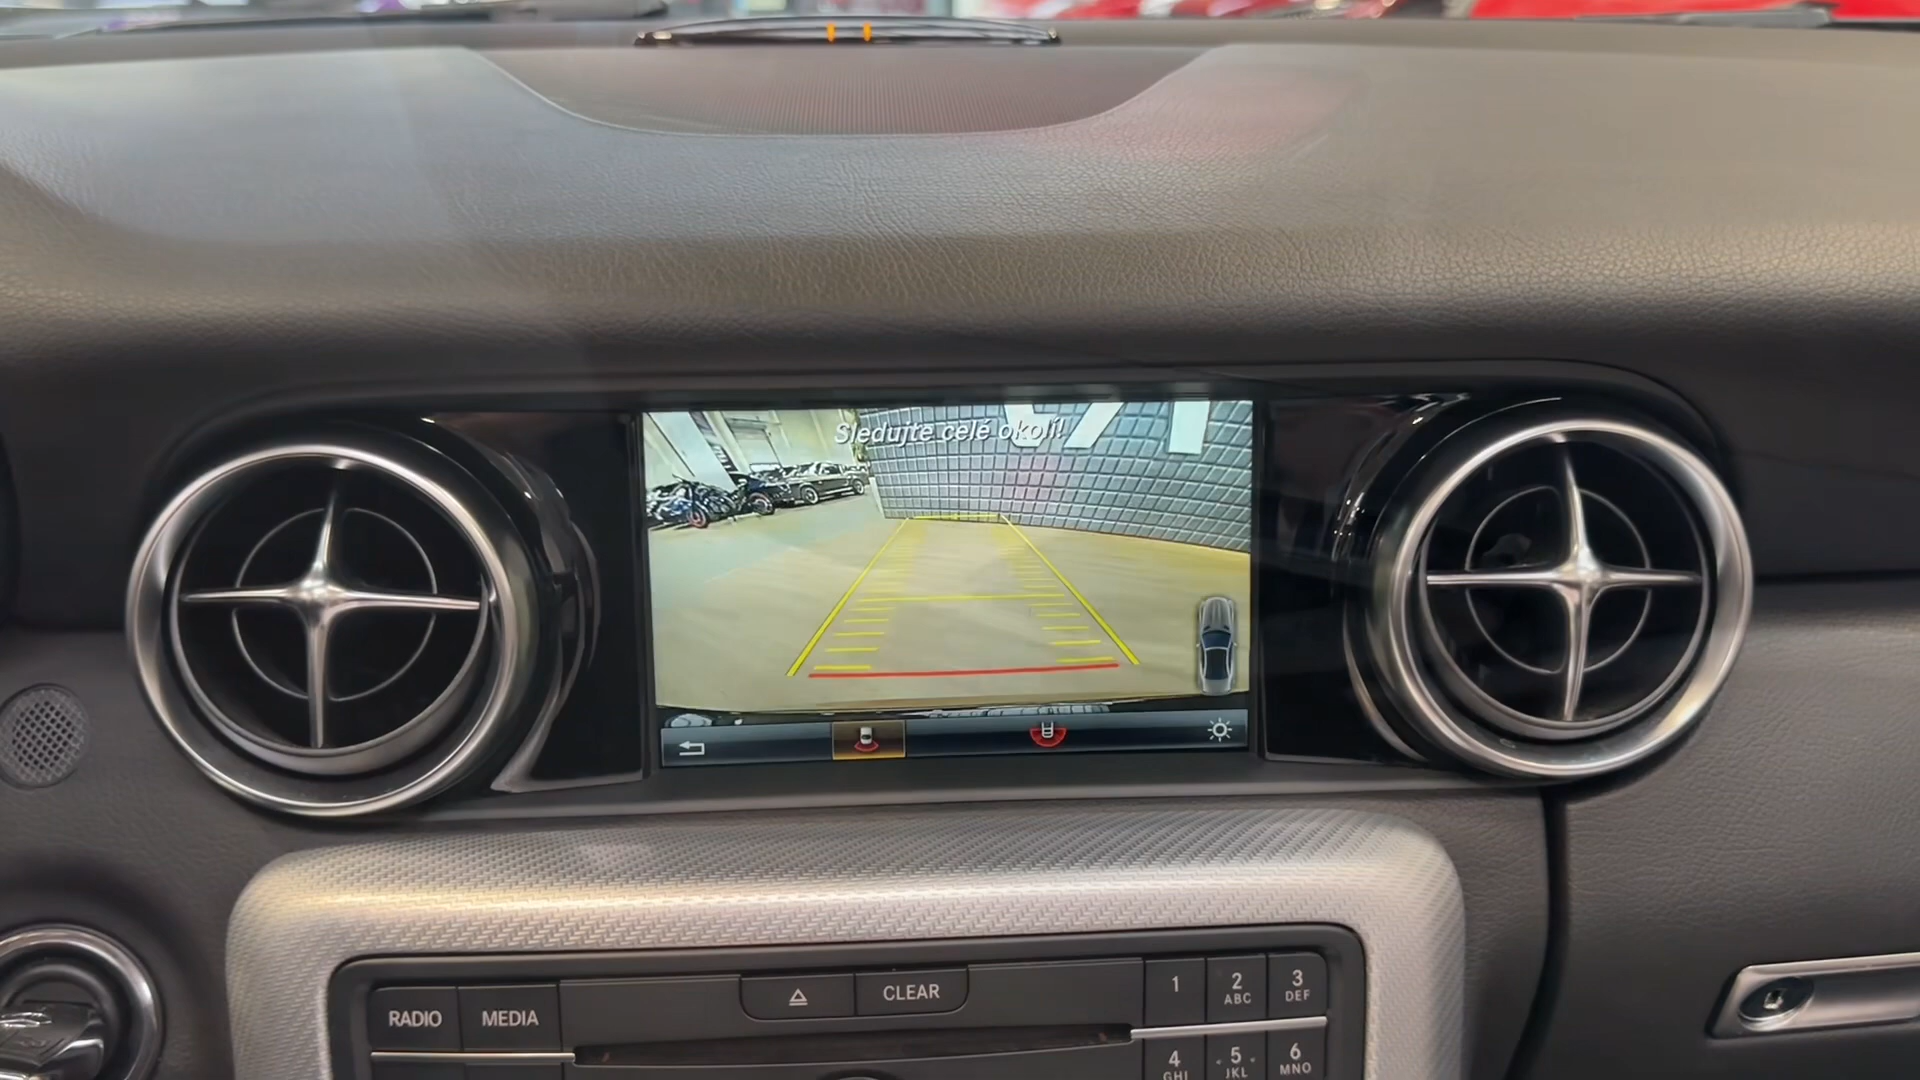 Sledujte celé okolí!
RADIO
MEDIA
CLEAR
1
2
ABC
3
DEF
4
GHI
5
JKL
6
MNO